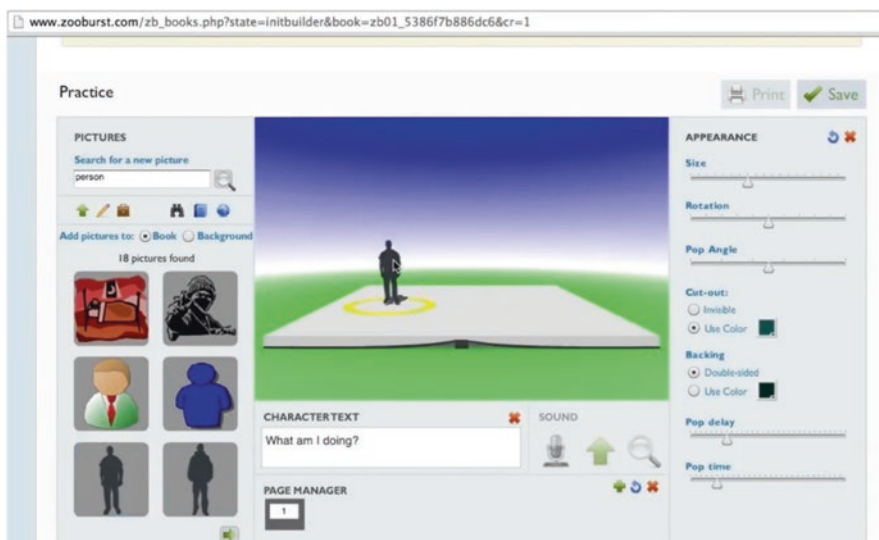 www.zooburst.com/zb_books.php?state=initbuilder&book=zb01_5386f7b886dc6&cr=1
Practice
Print
Save
PICTURES
Search for a new picture
person
Add pictures to: Book Background
18 pictures found
CHARACTER TEXT
What am I doing?
SOUND
PAGE MANAGER
1
APPEARANCE
Size
Rotation
Pop Angle
Cut-out:
Invisible
Use Color
Backing
Double-sided
Use Color
Pop delay
Pop time